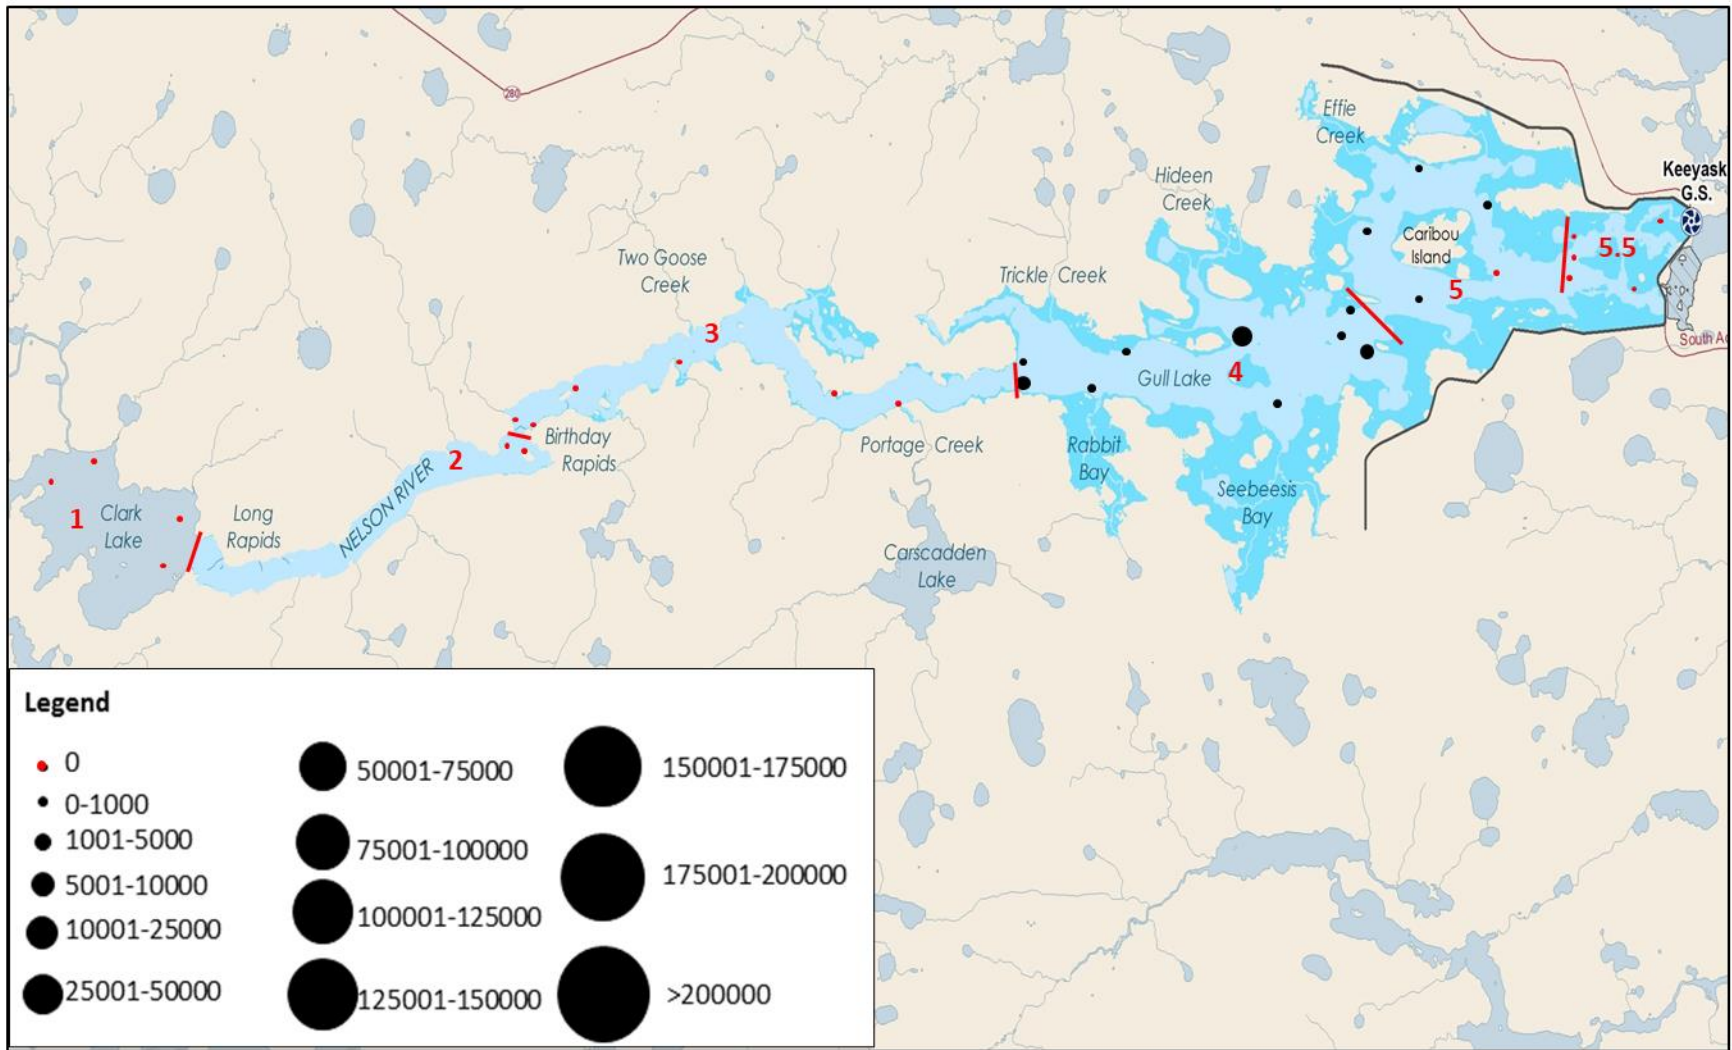 280
Effie
Creek
Keeyask
G.S.
Hideen
Creek
Caribou
Island
5.5
Two Goose
Creek
Trickle Creek
5
3
South Ac
4
Gull Lake
Birthday
Rapids
Portage Creek
Rabbit
Bay
2
NELSON RIVER
Seebeesis
Bay
1
Clark
Lake
Long
Rapids
Carscadden
Lake
Legend
0
0-1000
1001-5000
5001-10000
10001-25000
25001-50000
50001-75000
75001-100000
100001-125000
125001-150000
150001-175000
175001-200000
>200000